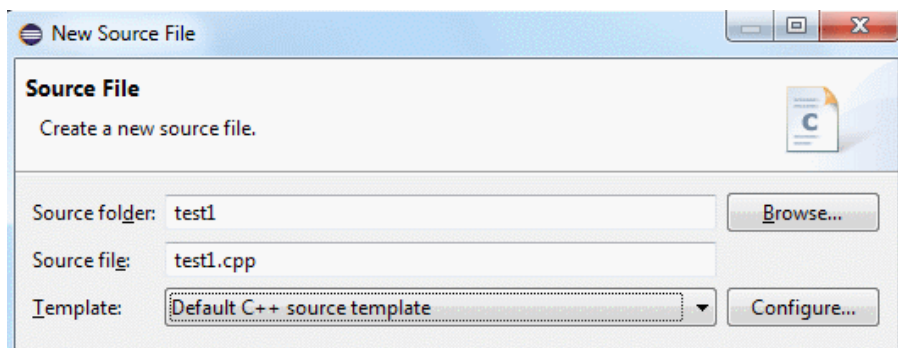 New Source File
Source File
Create a new source file.
C
Source folder: test1 Browse...
Source file: test1.cpp
Template: Default C++ source template Configure...